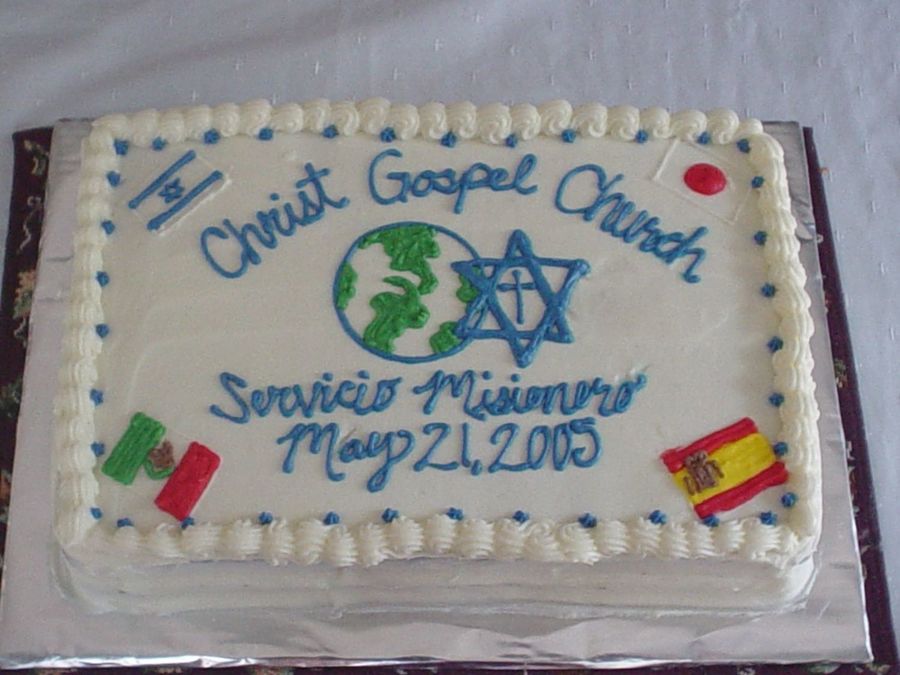 Christ Gospel Church
Servicio Misionero
May 21, 2005